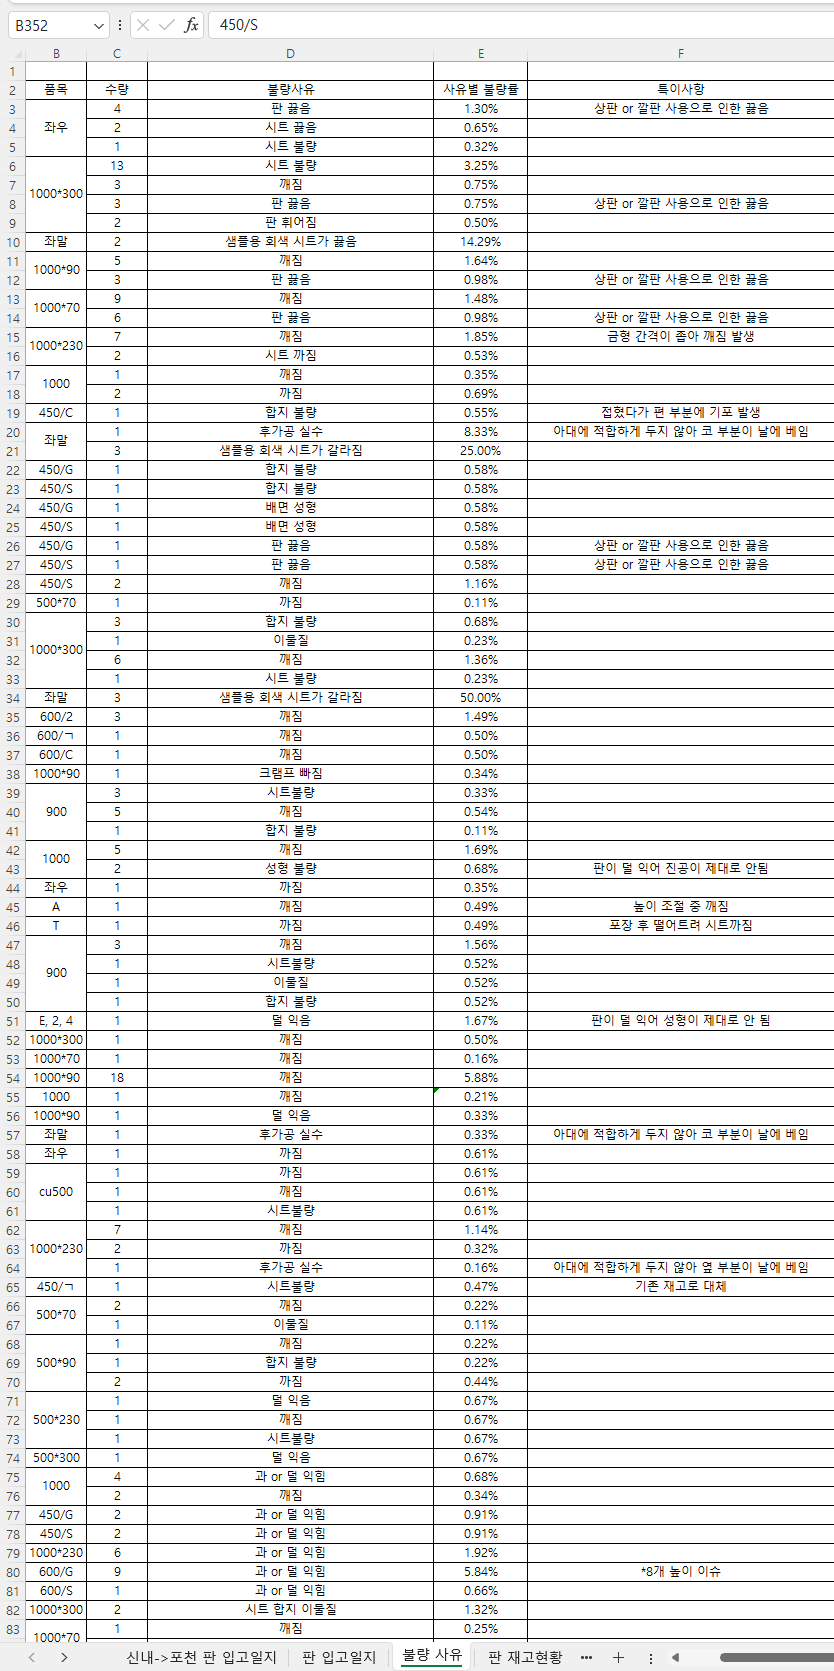 B352 fx 450/S
B C D E F
1
2 품목 수량 불량사유 사유별 불량률 특이사항
3 4 판 끓음 1.30% 상판 or 깔판 사용으로 인한 끓음
4 좌우 2 시트 끓음 0.65%
5 1 시트 불량 0.32%
6 13 시트 불량 3.25%
7 1000*300 3 깨짐 0.75%
8 3 판 끓음 0.75% 상판 or 깔판 사용으로 인한 끓음
9 2 판 휘어짐 0.50%
10 좌말 2 샘플용 회색 시트가 끓음 14.29%
11 1000*90 5 깨짐 1.64%
12 3 판 끓음 0.98% 상판 or 깔판 사용으로 인한 끓음
13 1000*70 9 깨짐 1.48%
14 6 판 끓음 0.98% 상판 or 깔판 사용으로 인한 끓음
15 1000*230 7 깨짐 1.85% 금형 간격이 좁아 깨짐 발생
16 2 시트 까짐 0.53%
17 1000 1 깨짐 0.35%
18 2 까짐 0.69%
19 450/C 1 합지 불량 0.55% 접혔다가 편 부분에 기포 발생
20 좌말 1 후가공 실수 8.33% 아대에 적합하게 두지 않아 코 부분이 날에 베임
21 3 샘플용 회색 시트가 갈라짐 25.00%
22 450/G 1 합지 불량 0.58%
23 450/S 1 합지 불량 0.58%
24 450/G 1 배면 성형 0.58%
25 450/S 1 배면 성형 0.58%
26 450/G 1 판 끓음 0.58% 상판 or 깔판 사용으로 인한 끓음
27 450/S 1 판 끓음 0.58% 상판 or 깔판 사용으로 인한 끓음
28 450/S 2 깨짐 1.16%
29 500*70 1 까짐 0.11%
30 3 합지 불량 0.68%
31 1000*300 1 이물질 0.23%
32 6 깨짐 1.36%
33 1 시트 불량 0.23%
34 좌말 3 샘플용 회색 시트가 갈라짐 50.00%
35 600/2 3 깨짐 1.49%
36 600/ㄱ 1 깨짐 0.50%
37 600/C 1 깨짐 0.50%
38 1000*90 1 크램프 빠짐 0.34%
39 3 시트불량 0.33%
40 900 5 깨짐 0.54%
41 1 합지 불량 0.11%
42 1000 5 깨짐 1.69%
43 2 성형 불량 0.68% 판이 덜 익어 진공이 제대로 안됨
44 좌우 1 까짐 0.35%
45 A 1 깨짐 0.49% 높이 조절 중 깨짐
46 T 1 까짐 0.49% 포장 후 떨어트려 시트까짐
47 3 깨짐 1.56%
48 900 1 시트불량 0.52%
49 1 이물질 0.52%
50 1 합지 불량 0.52%
51 E, 2, 4 1 덜 익음 1.67% 판이 덜 익어 성형이 제대로 안 됨
52 1000*300 1 깨짐 0.50%
53 1000*70 1 깨짐 0.16%
54 1000*90 18 깨짐 5.88%
55 1000 1 깨짐 0.21%
56 1000*90 1 덜 익음 0.33%
57 좌말 1 후가공 실수 0.33% 아대에 적합하게 두지 않아 코 부분이 날에 베임
58 좌우 1 까짐 0.61%
59 1 까짐 0.61%
60 cu500 1 깨짐 0.61%
61 1 시트불량 0.61%
62 7 깨짐 1.14%
63 1000*230 2 까짐 0.32%
64 1 후가공 실수 0.16% 아대에 적합하게 두지 않아 옆 부분이 날에 베임
65 450/ㄱ 1 시트불량 0.47% 기존 재고로 대체
66 500*70 2 깨짐 0.22%
67 1 이물질 0.11%
68 1 깨짐 0.22%
69 500*90 1 합지 불량 0.22%
70 2 까짐 0.44%
71 1 덜 익음 0.67%
72 500*230 1 깨짐 0.67%
73 1 시트불량 0.67%
74 500*300 1 덜 익음 0.67%
75 1000 4 과 or 덜 익힘 0.68%
76 2 깨짐 0.34%
77 450/G 2 과 or 덜 익힘 0.91%
78 450/S 2 과 or 덜 익힘 0.91%
79 1000*230 6 과 or 덜 익힘 1.92%
80 600/G 9 과 or 덜 익힘 5.84% *8개 높이 이슈
81 600/S 1 과 or 덜 익힘 0.66%
82 1000*300 2 시트 합지 이물질 1.32%
83 1000*70 1 깨짐 0.25%
신내->포천 판 입고일지 판 입고일지 불량 사유 판 재고현황